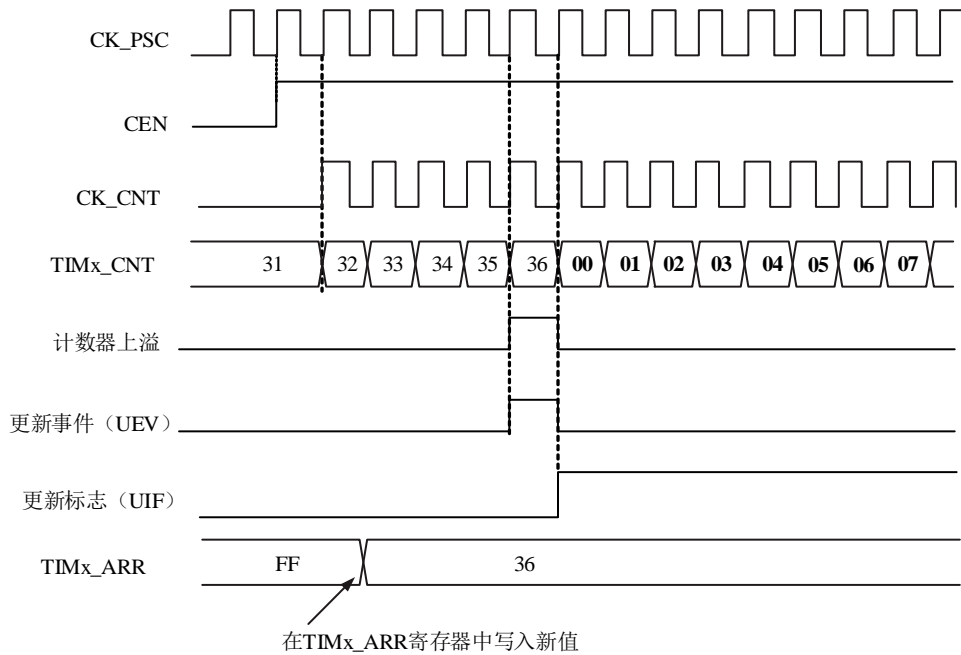 CK_PSC
CEN
CK_CNT
TIMx_CNT 31 32 33 34 35 36 00 01 02 03 04 05 06 07
计数器上溢
更新事件（UEV）
更新标志（UIF）
TIMx_ARR FF 36
在TIMx_ARR寄存器中写入新值